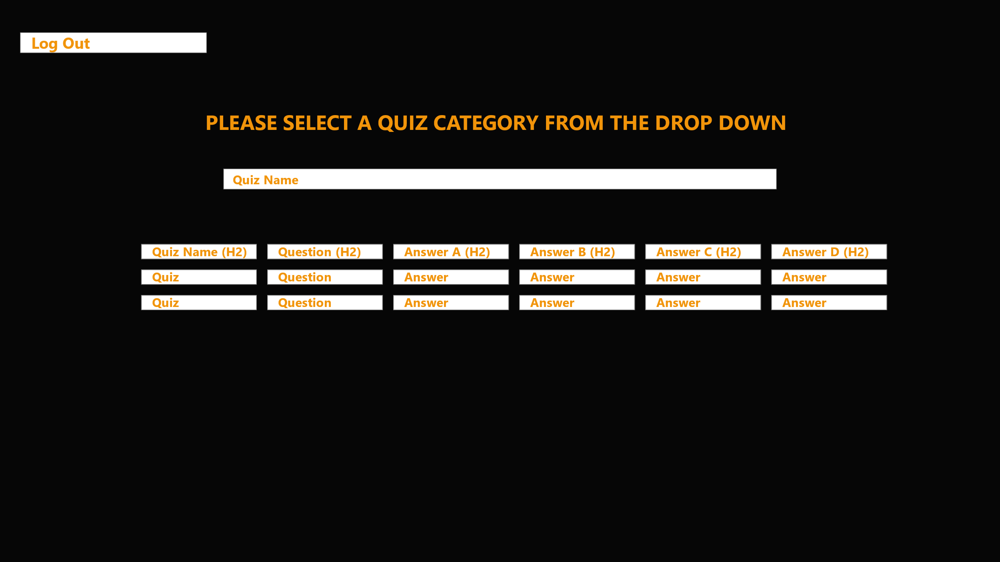 Log Out
PLEASE SELECT A QUIZ CATEGORY FROM THE DROP DOWN
Quiz Name
Quiz Name (H2) Question (H2) Answer A (H2) Answer B (H2) Answer C (H2) Answer D (H2)
Quiz Question Answer Answer Answer Answer
Quiz Question Answer Answer Answer Answer